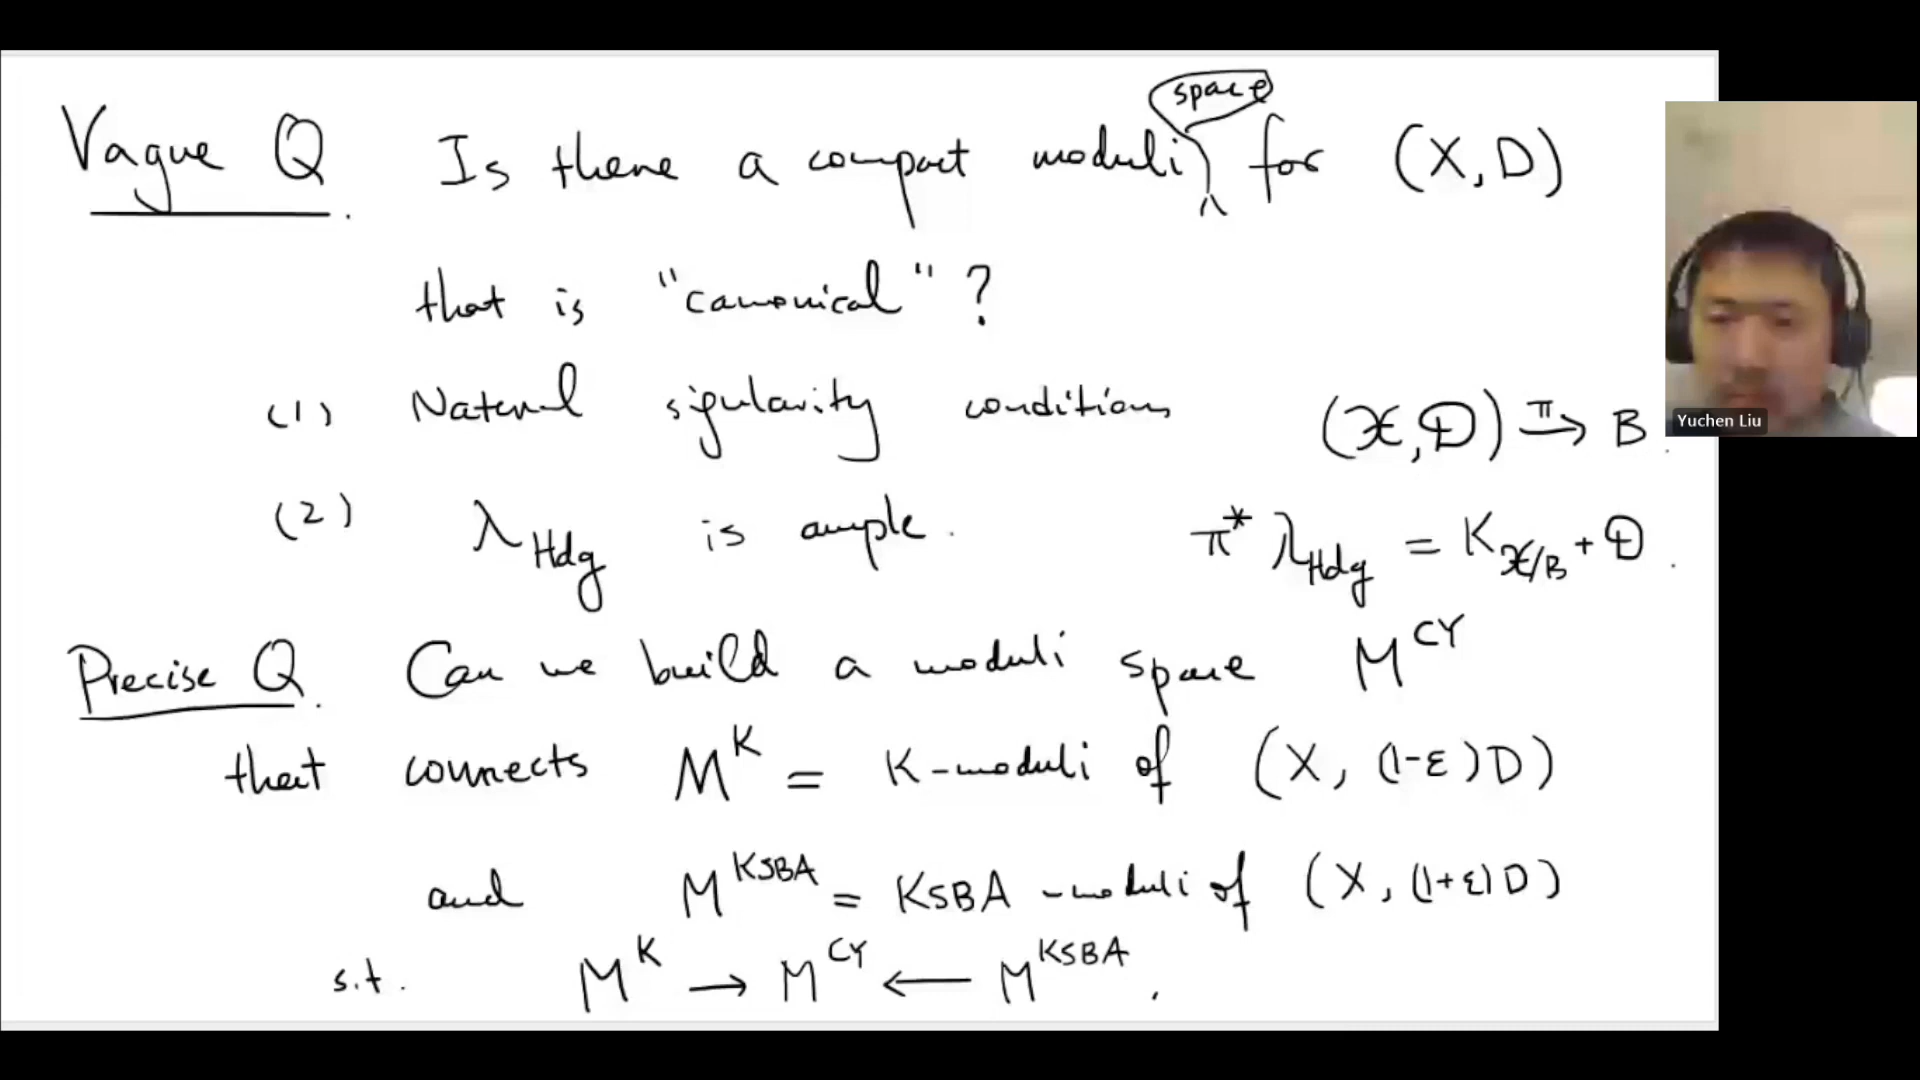 Vague Q. Is there a compact moduli space for (X, D)
that is "canonical"?
(1) Natural sigularity conditions (𝒳, 𝒟) →^π B.
(2) λ_Hdg is ample. π^* λ_Hdg = K_{𝒳/B} + 𝒟.
Precise Q. Can we build a moduli space M^CY
that connects M^K = K-moduli of (X, (1-ε)D)
and M^KSBA = KSBA-moduli of (X, (1+ε)D)
s.t. M^K → M^CY ← M^KSBA.
Yuchen Liu